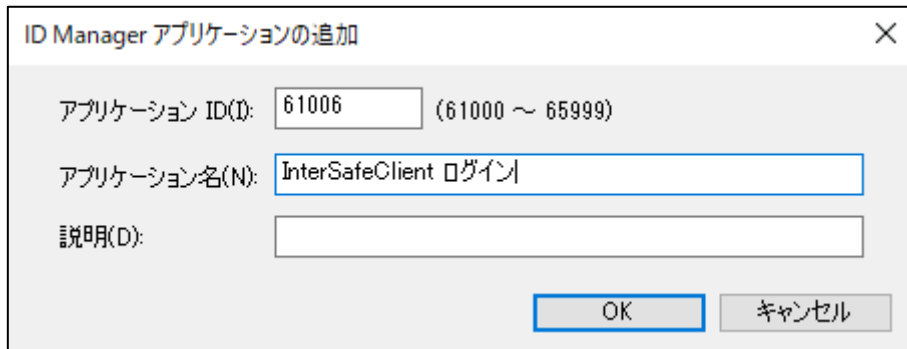 ID Manager アプリケーションの追加
アプリケーション ID(I): 61006 (61000 ～ 65999)
アプリケーション名(N): InterSafeClient ログイン
説明(D):
OK キャンセル